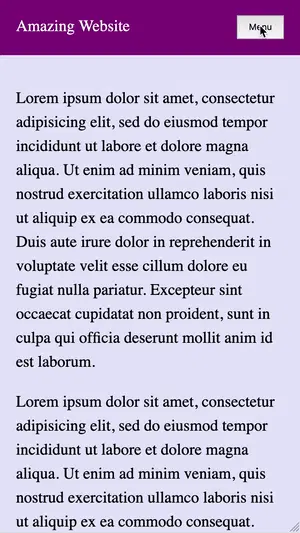 Amazing Website
Menu
Lorem ipsum dolor sit amet, consectetur
adipisicing elit, sed do eiusmod tempor
incididunt ut labore et dolore magna
aliqua. Ut enim ad minim veniam, quis
nostrud exercitation ullamco laboris nisi
ut aliquip ex ea commodo consequat.
Duis aute irure dolor in reprehenderit in
voluptate velit esse cillum dolore eu
fugiat nulla pariatur. Excepteur sint
occaecat cupidatat non proident, sunt in
culpa qui officia deserunt mollit anim id
est laborum.
Lorem ipsum dolor sit amet, consectetur
adipisicing elit, sed do eiusmod tempor
incididunt ut labore et dolore magna
aliqua. Ut enim ad minim veniam, quis
nostrud exercitation ullamco laboris nisi
ut aliquip ex ea commodo consequat.